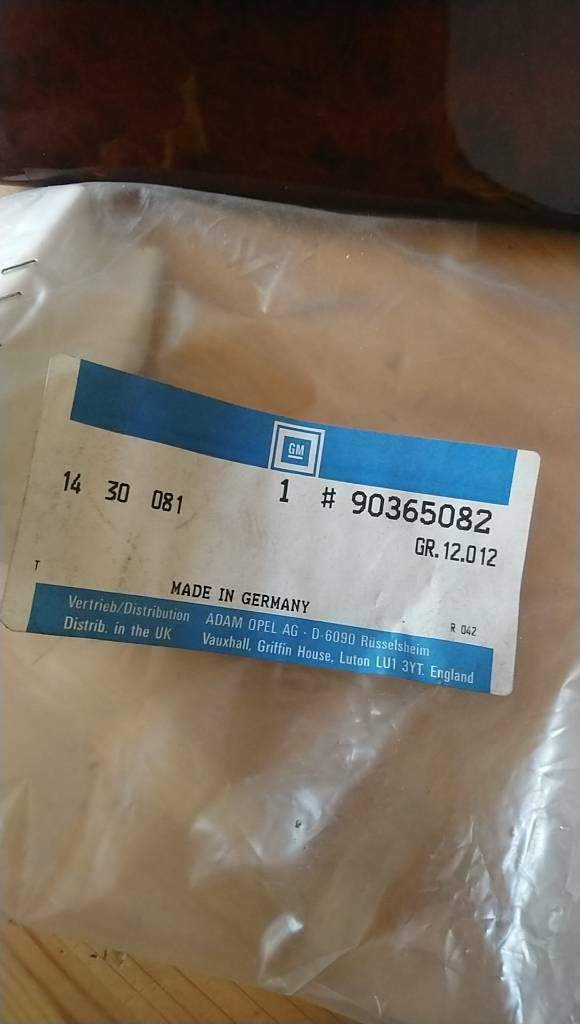 GM
14 30 081 1 # 90365082
GR.12.012
T
MADE IN GERMANY
R 042
Vertrieb/Distribution ADAM OPEL AG · D-6090 Rüsselsheim
Distrib. in the UK Vauxhall, Griffin House, Luton LU1 3YT. England